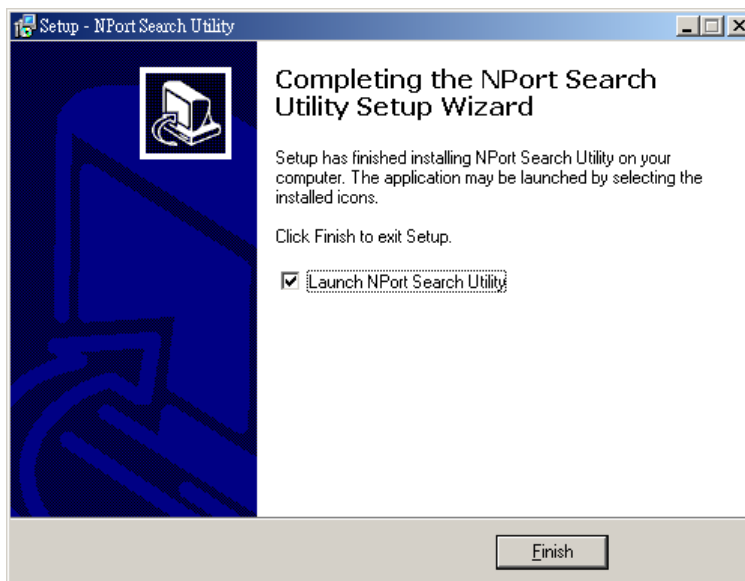 Setup - NPort Search Utility
Completing the NPort Search
Utility Setup Wizard
Setup has finished installing NPort Search Utility on your
computer. The application may be launched by selecting the
installed icons.
Click Finish to exit Setup.
Launch NPort Search Utility
Finish